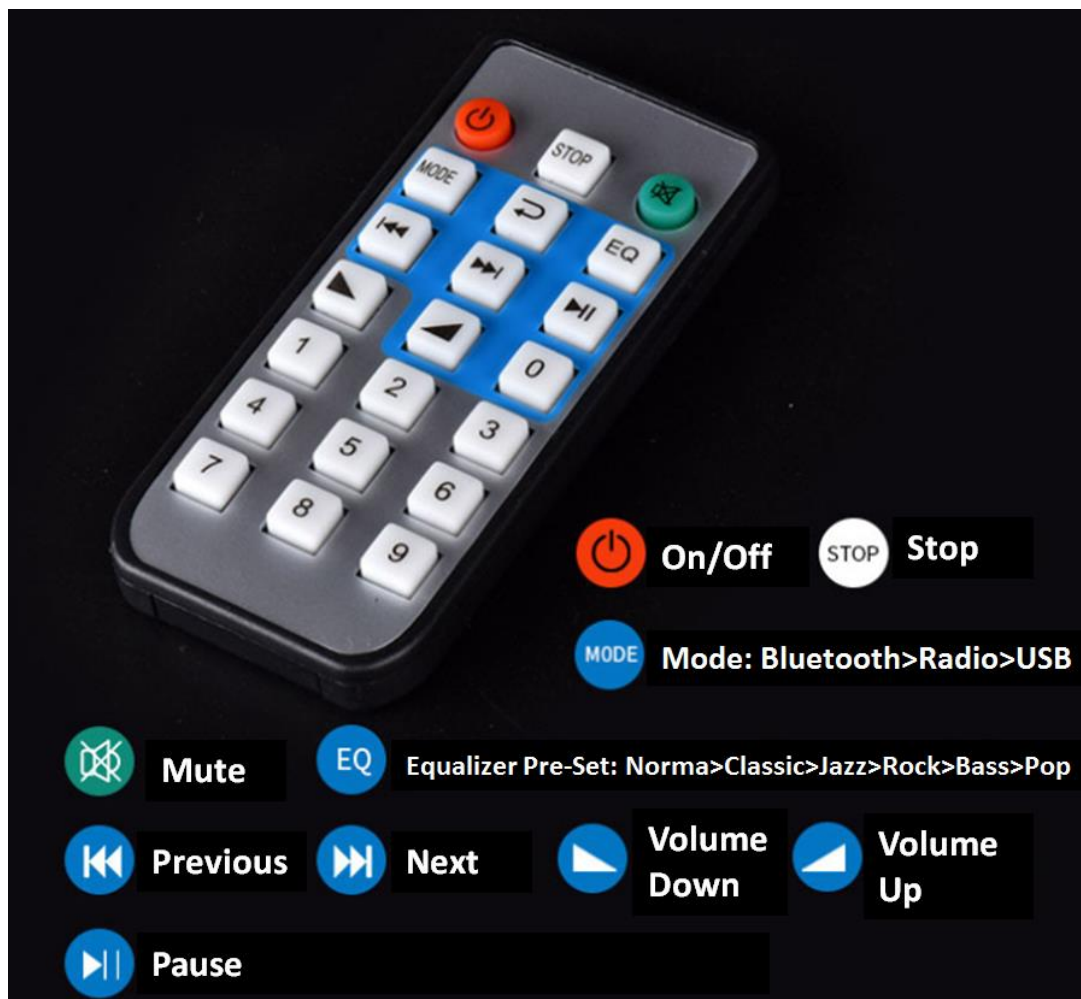 STOP
MODE
EQ
0
1
2
3
4
5
6
7
8
9
On/Off
STOP
Stop
MODE
Mode: Bluetooth>Radio>USB
Mute
EQ
Equalizer Pre-Set: Norma>Classic>Jazz>Rock>Bass>Pop
Previous
Next
Volume
Down
Volume
Up
Pause